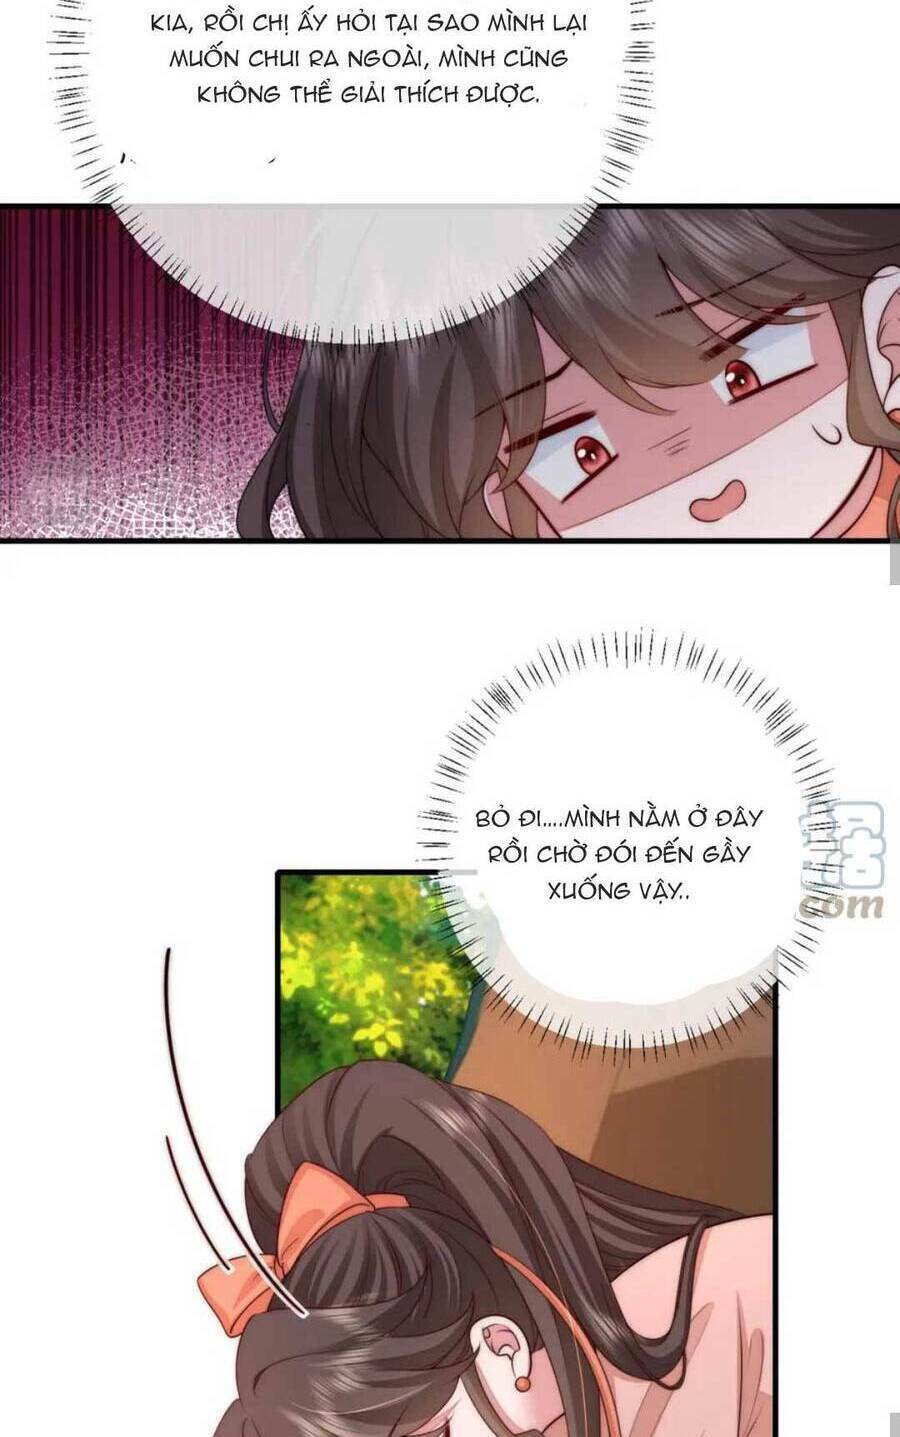 KIA, RỒI CHỊ ẤY HỎI TẠI SAO MÌNH LẠI
MUỐN CHUI RA NGOÀI, MÌNH CŨNG
KHÔNG THỂ GIẢI THÍCH ĐƯỢC.
BỎ ĐI....MÌNH NẰM Ở ĐÂY
RỒI CHỜ ĐÓI ĐẾN GẦY
XUỐNG VẬY..
com